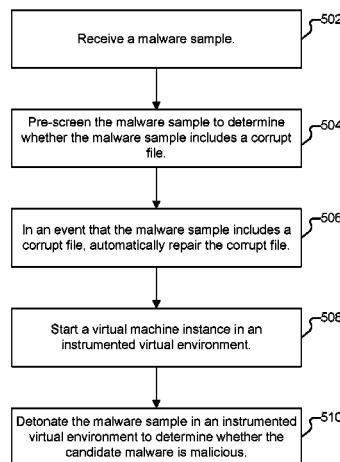 Receive a malware sample.
502
Pre-screen the malware sample to determine
whether the malware sample includes a corrupt
file.
504
In an event that the malware sample includes a
corrupt file, automatically repair the corrupt file.
506
Start a virtual machine instance in an
instrumented virtual environment.
508
Detonate the malware sample in an instrumented
virtual environment to determine whether the
candidate malware is malicious.
510